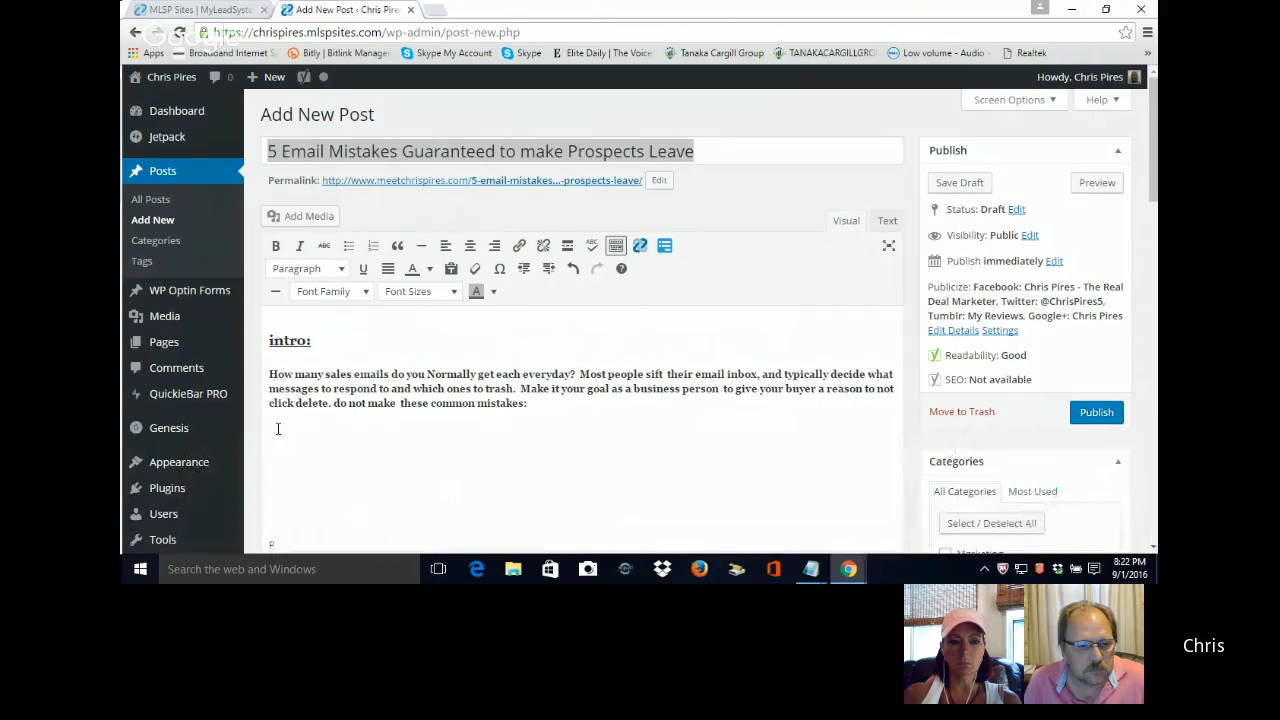 MLSP Sites | MyLeadSyst
Add New Post ‹ Chris Pires
Google
https://chrispires.mlspsites.com/wp-admin/post-new.php
Apps
Broadband Internet S
Bitly | Bitlink Manager
Skype My Account
Skype
Elite Daily | The Voice
Tanaka Cargill Group
TANAKACARGILLGRO
Low volume - Audio
Realtek
Chris Pires
0
New
Howdy, Chris Pires
Dashboard
Jetpack
Posts
All Posts
Add New
Categories
Tags
WP Optin Forms
Media
Pages
Comments
QuickieBar PRO
Genesis
Appearance
Plugins
Users
Tools
Screen Options
Help
Add New Post
5 Email Mistakes Guaranteed to make Prospects Leave
Permalink: http://www.meetchrispires.com/5-email-mistakes...-prospects-leave/ Edit
Add Media
Visual
Text
Paragraph
Font Family
Font Sizes
intro:
How many sales emails do you Normally get each everyday? Most people sift their email inbox, and typically decide what
messages to respond to and which ones to trash. Make it your goal as a business person to give your buyer a reason to not
click delete. do not make these common mistakes:
P
Publish
Save Draft
Preview
Status: Draft Edit
Visibility: Public Edit
Publish immediately Edit
Publicize: Facebook: Chris Pires - The Real
Deal Marketer, Twitter: @ChrisPires5,
Tumblr: My Reviews, Google+: Chris Pires
Edit Details Settings
Readability: Good
SEO: Not available
Move to Trash
Publish
Categories
All Categories
Most Used
Select / Deselect All
Marketing
Search the web and Windows
8:22 PM
9/1/2016
Chris